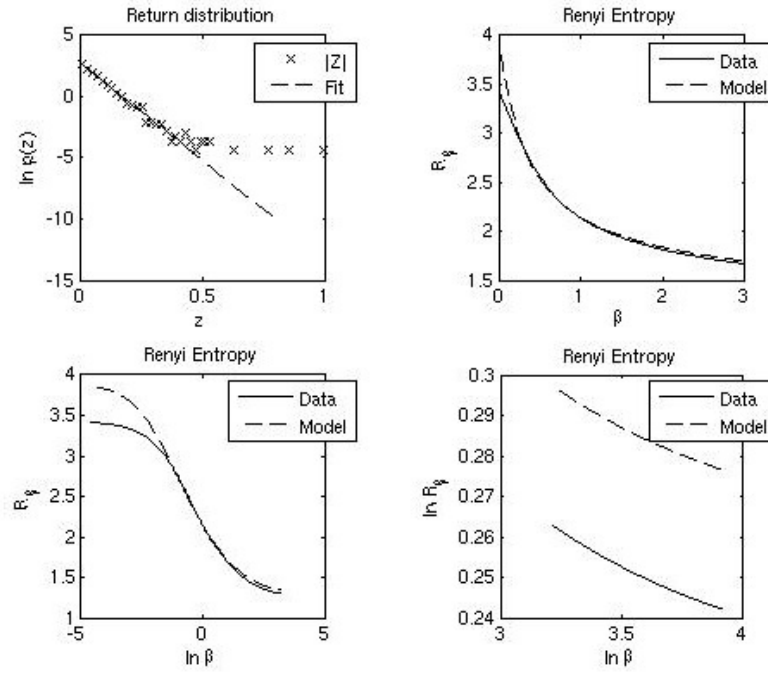 Return distribution
5
0
-5
-10
-15
ln p(z)
0
0.5
1
z
|Z|
Fit
Renyi Entropy
4
3.5
3
2.5
2
1.5
Rᵦ
0
1
2
3
β
Data
Model
Renyi Entropy
4
3.5
3
2.5
2
1.5
1
Rᵦ
-5
0
5
ln β
Data
Model
Renyi Entropy
0.3
0.29
0.28
0.27
0.26
0.25
0.24
ln Rᵦ
3
3.5
4
ln β
Data
Model